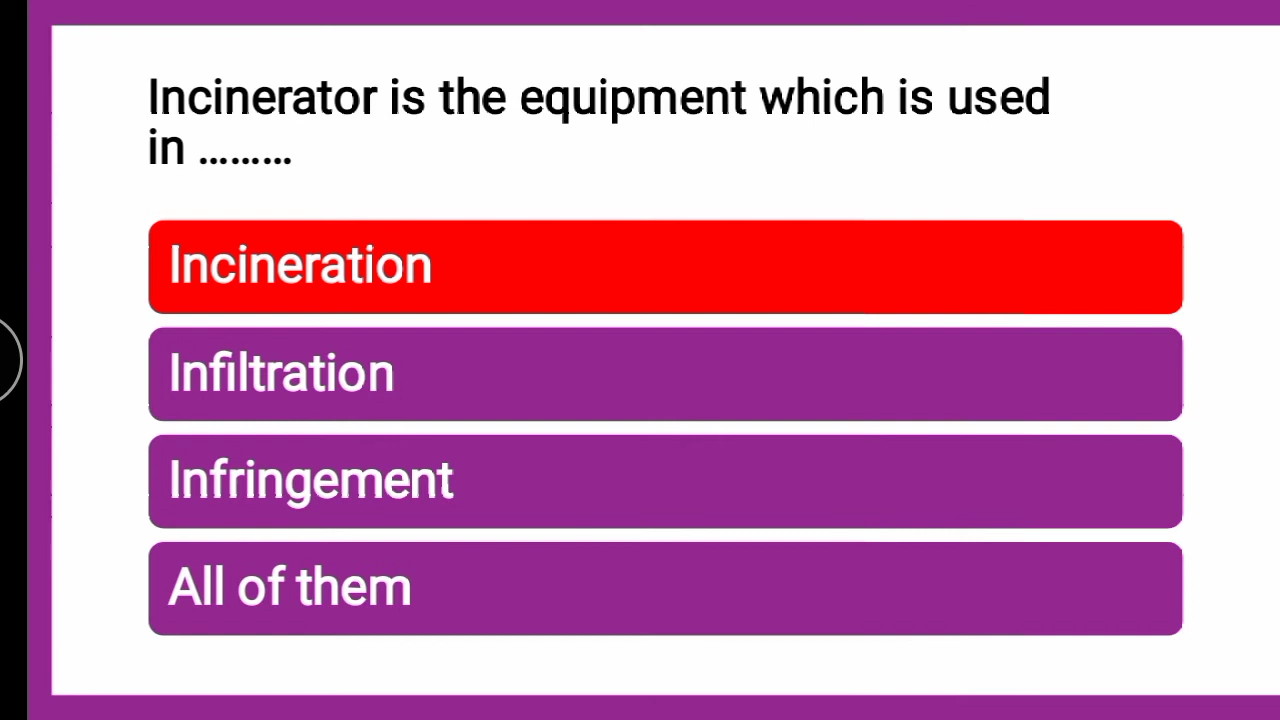 Incinerator is the equipment which is used
in .........
Incineration
Infiltration
Infringement
All of them